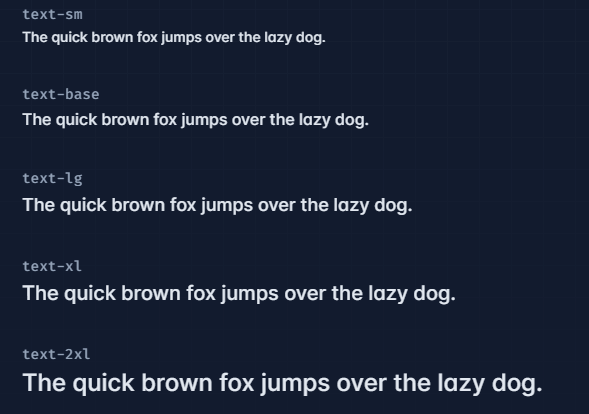 text-sm
The quick brown fox jumps over the lazy dog.
text-base
The quick brown fox jumps over the lazy dog.
text-lg
The quick brown fox jumps over the lazy dog.
text-xl
The quick brown fox jumps over the lazy dog.
text-2xl
The quick brown fox jumps over the lazy dog.